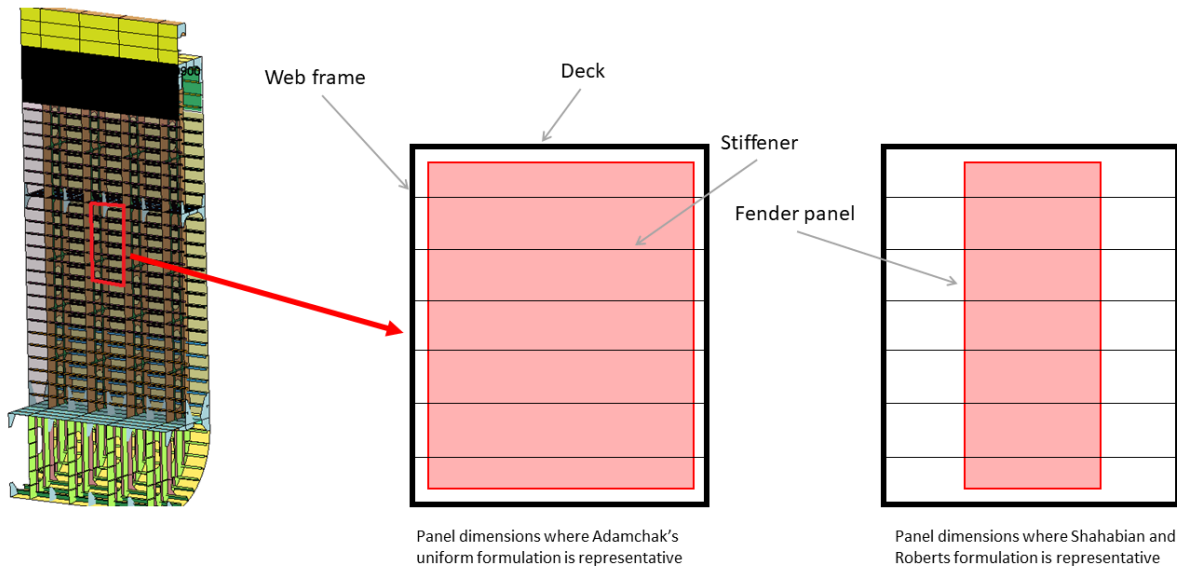 Web frame
Deck
Stiffener
Fender panel
Panel dimensions where Adamchak's
uniform formulation is representative
Panel dimensions where Shahabian and
Roberts formulation is representative